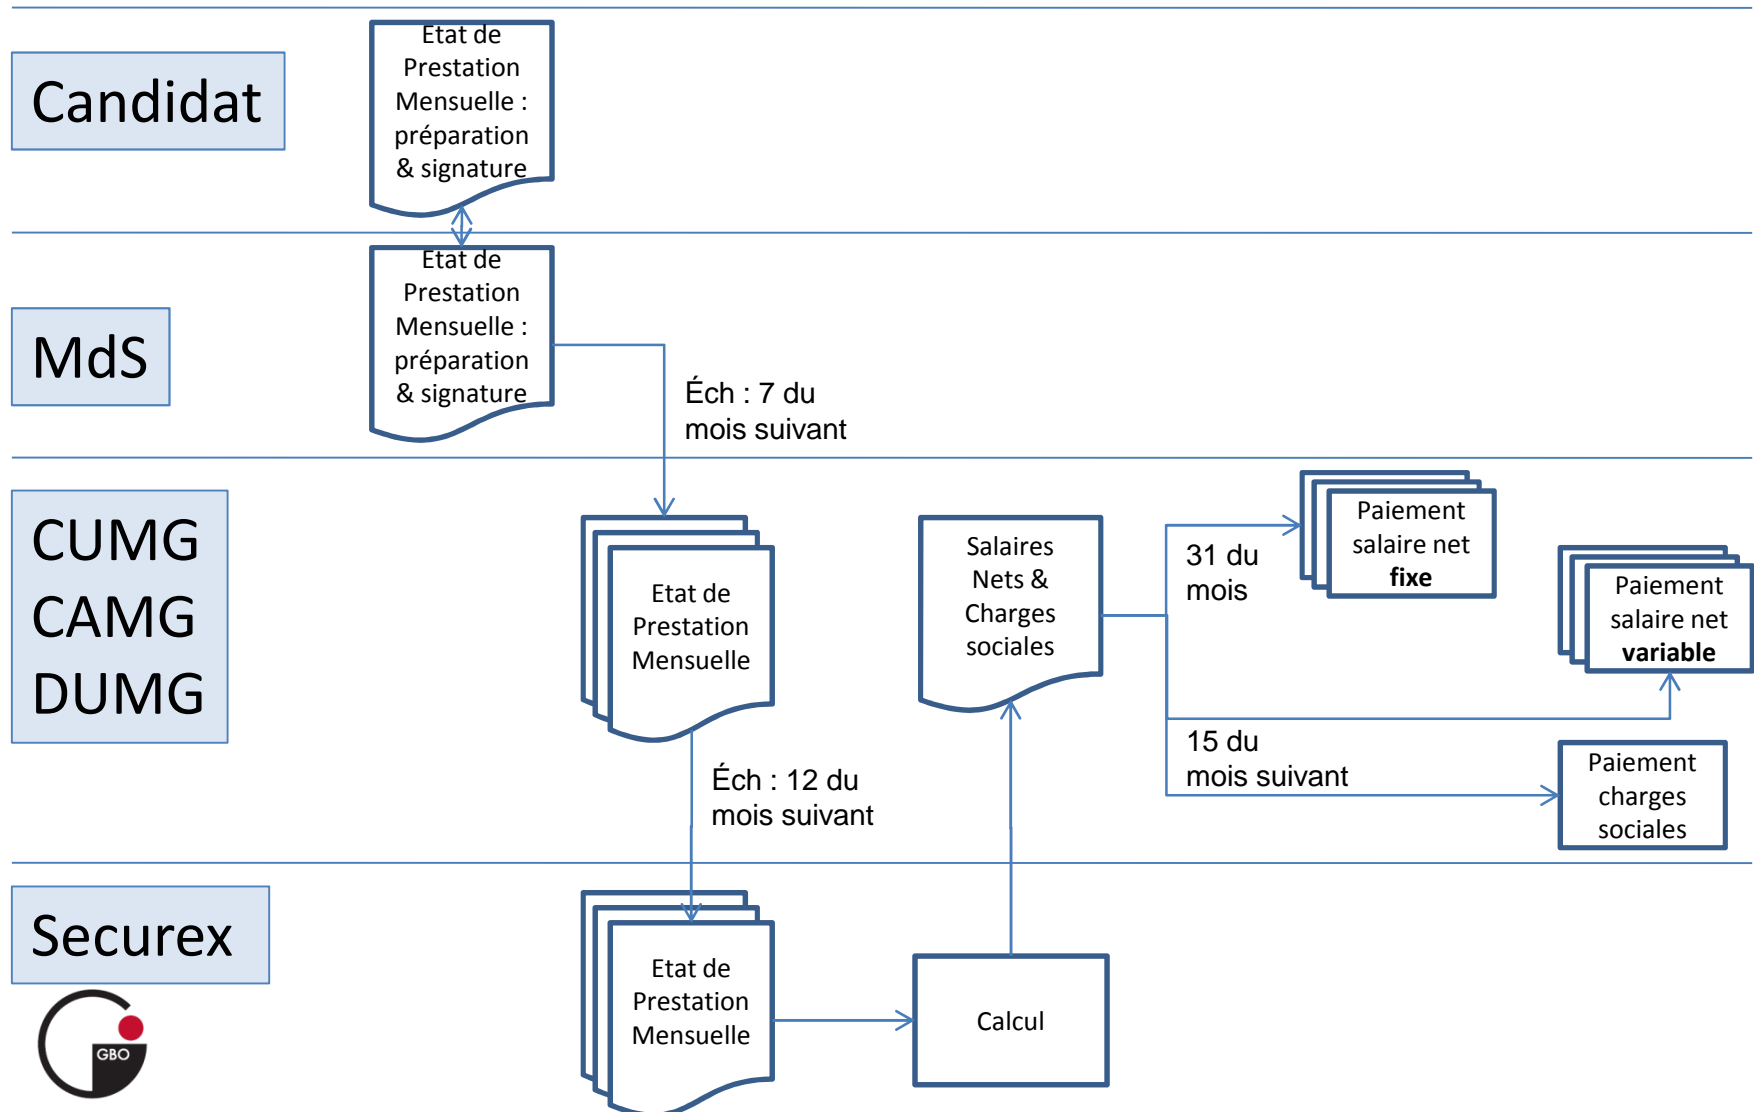 Candidat
Etat de
Prestation
Mensuelle :
préparation
& signature
MdS
Etat de
Prestation
Mensuelle :
préparation
& signature
Éch : 7 du
mois suivant
CUMG
CAMG
DUMG
Etat de
Prestation
Mensuelle
Salaires
Nets &
Charges
sociales
31 du
mois
Paiement
salaire net
fixe
Paiement
salaire net
variable
15 du
mois suivant
Paiement
charges
sociales
Éch : 12 du
mois suivant
Securex
Etat de
Prestation
Mensuelle
Calcul
GBO